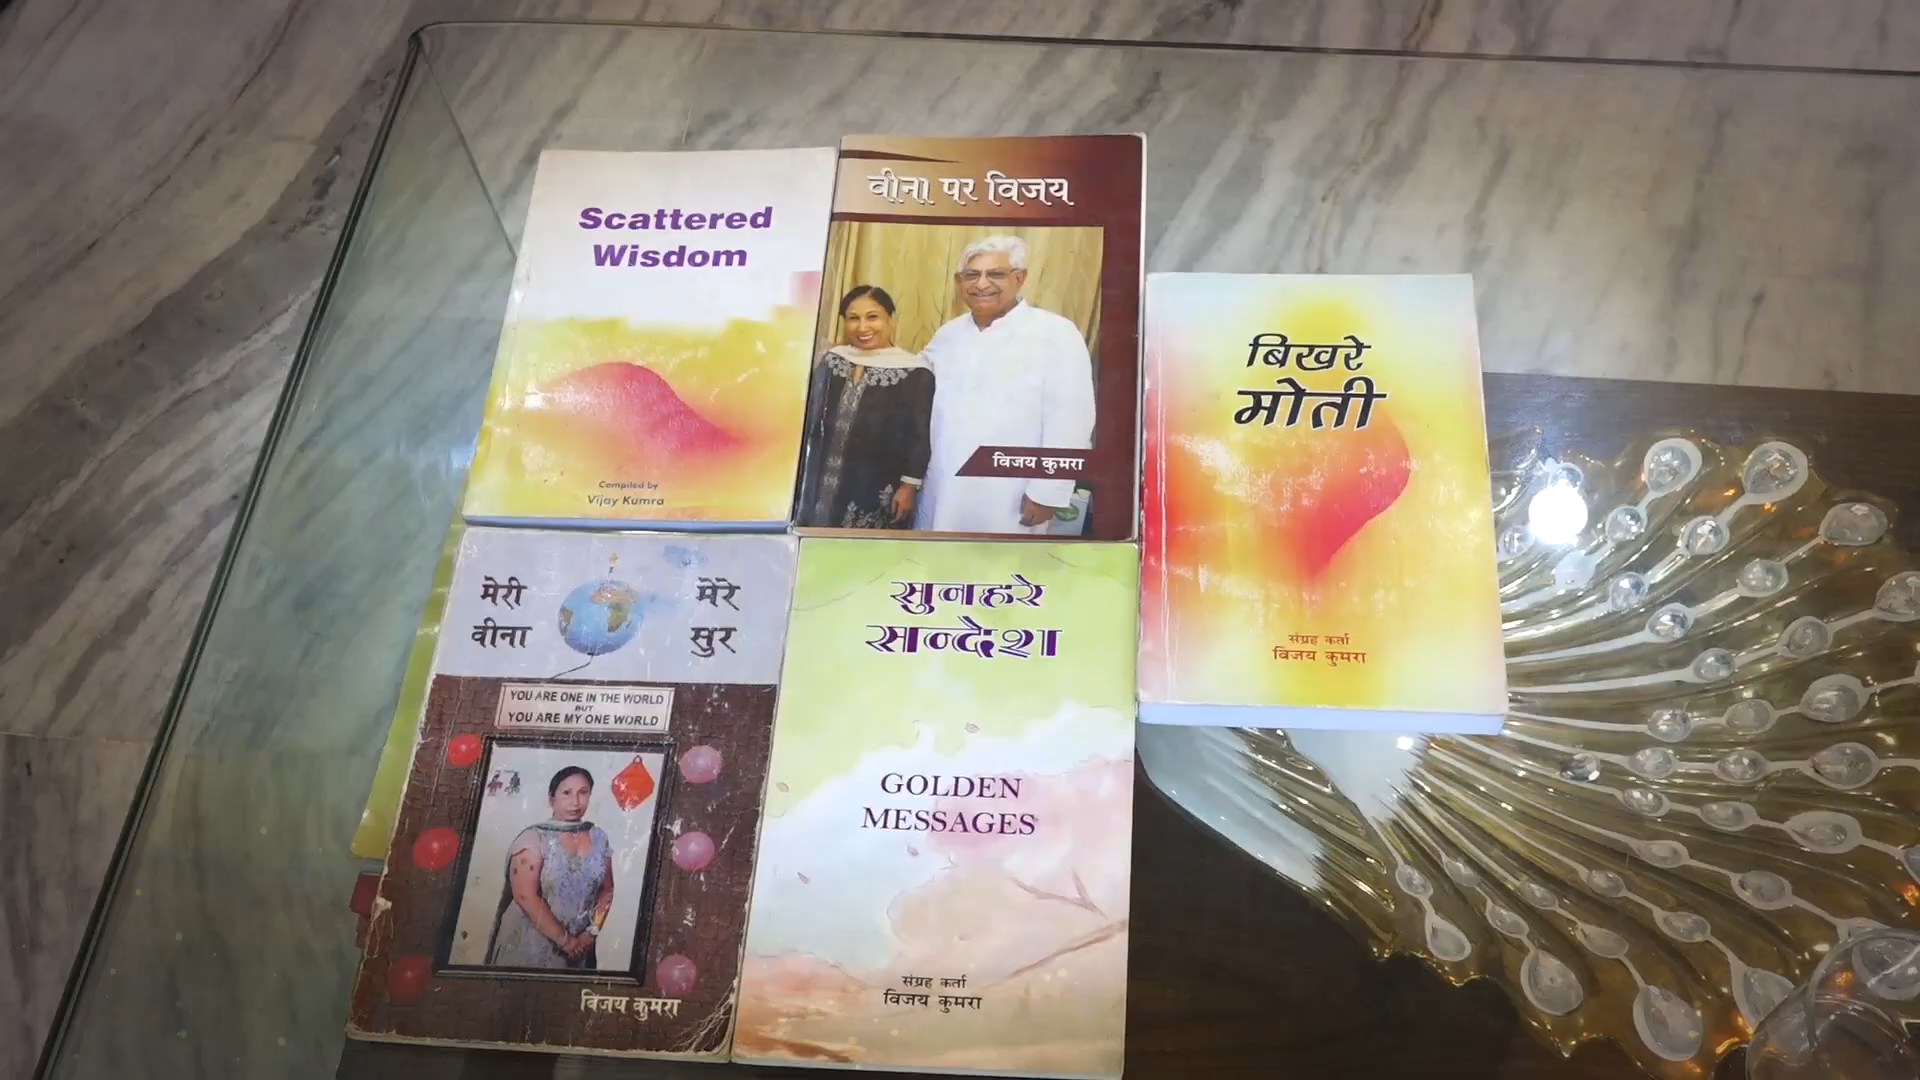 Scattered
Wisdom
Compiled by
Vijay Kumra
वीना पर विजय
विजय कुमरा
बिखरे
मोती
संग्रह कर्ता
विजय कुमरा
मेरी मेरे
वीना सुर
YOU ARE ONE IN THE WORLD
BUT
YOU ARE MY ONE WORLD
विजय कुमरा
सुनहरे
सन्देश
GOLDEN
MESSAGES
संग्रह कर्ता
विजय कुमरा